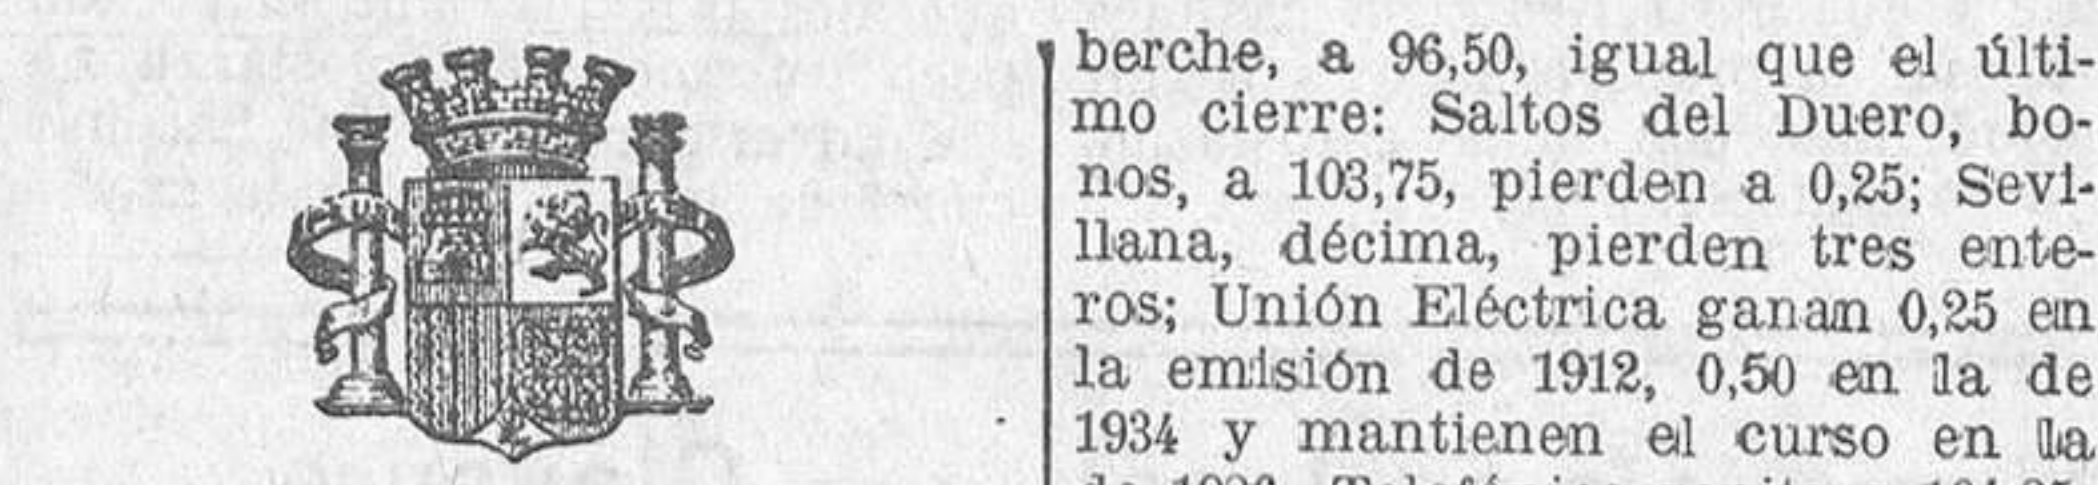 berche, a 96,50, igual que el últi-
mo cierre: Saltos del Duero, bo-
nos, a 103,75, pierden a 0,25; Sevi-
llana, décima, pierden tres ente-
ros; Unión Eléctrica ganan 0,25 en
la emisión de 1912, 0,50 en la de
1934 y mantienen el curso en la